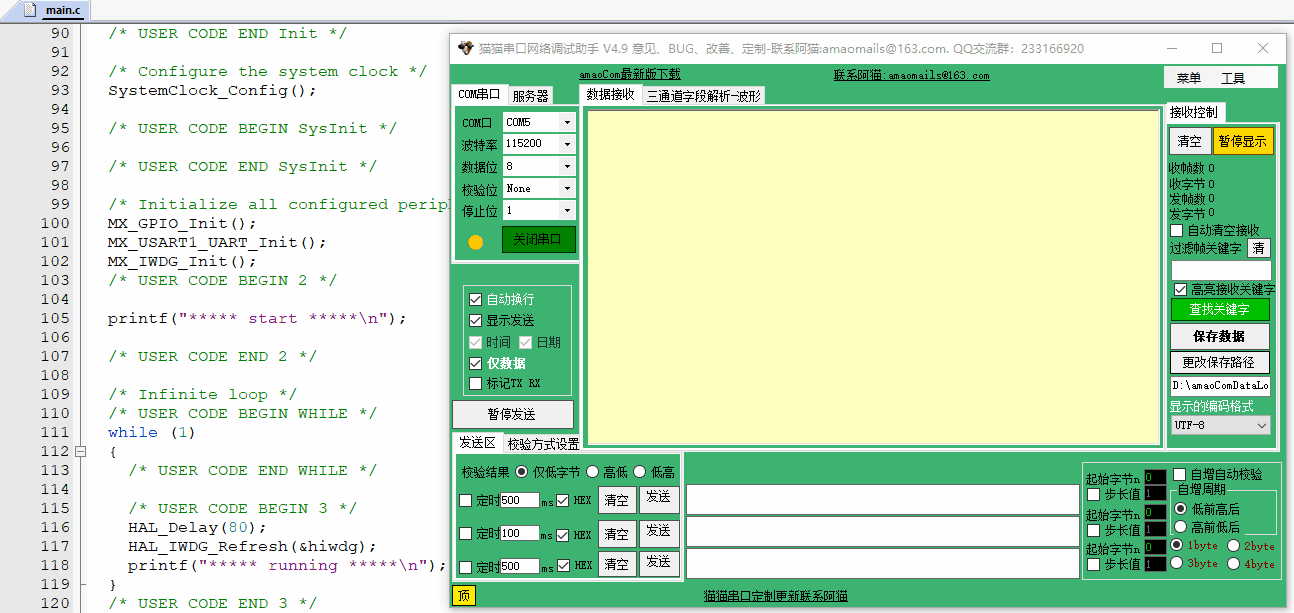 main.c
90 /* USER CODE END Init */
91
92 /* Configure the system clock */
93 SystemClock_Config();
94
95 /* USER CODE BEGIN SysInit */
96
97 /* USER CODE END SysInit */
98
99 /* Initialize all configured perip
100 MX_GPIO_Init();
101 MX_USART1_UART_Init();
102 MX_IWDG_Init();
103 /* USER CODE BEGIN 2 */
104
105 printf("***** start *****\n");
106
107 /* USER CODE END 2 */
108
109 /* Infinite loop */
110 /* USER CODE BEGIN WHILE */
111 while (1)
112 {
113 /* USER CODE END WHILE */
114
115 /* USER CODE BEGIN 3 */
116 HAL_Delay(80);
117 HAL_IWDG_Refresh(&hiwdg);
118 printf("***** running *****\n");
119 }
120 /* USER CODE END 3 */
猫猫串口网络调试助手 V4.9 意见、BUG、改善、定制-联系阿猫:amaomails@163.com. QQ交流群：233166920
amaoCom最新版下载 联系阿猫:amaomails@163.com
菜单 工具
COM串口 服务器
COM口 COM5
波特率 115200
数据位 8
校验位 None
停止位 1
关闭串口
自动换行
显示发送
时间 日期
仅数据
标记TX RX
暂停发送
数据接收 三通道字段解析-波形
接收控制
清空 暂停显示
收帧数 0
收字节 0
发帧数 0
发字节 0
自动清空接收
过滤帧关键字 清
高亮接收关键字
查找关键字
保存数据
更改保存路径
D:\amaoComDataLo
显示的编码格式
UTF-8
发送区 校验方式设置
校验结果 仅低字节 高低 低高
定时 500 ms HEX 清空 发送
定时 100 ms HEX 清空 发送
定时 500 ms HEX 清空 发送
起始字节n 0
步长值 1
起始字节n 0
步长值 1
起始字节n 0
步长值 1
自增自动校验
自增周期
低前高后
高前低后
1byte 2byte
3byte 4byte
顶
猫猫串口定制更新联系阿猫